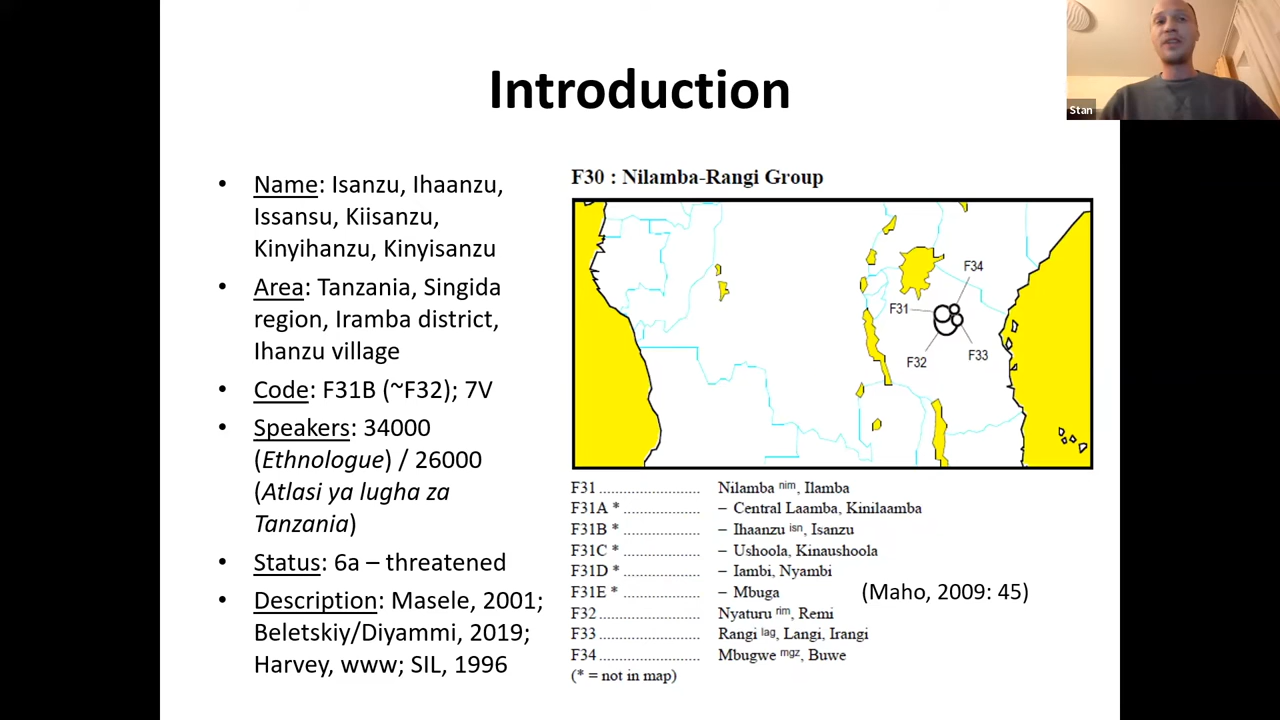 Introduction
Stan
• Name: Isanzu, Ihaanzu,
Issansu, Kiisanzu,
Kinyihanzu, Kinyisanzu
• Area: Tanzania, Singida
region, Iramba district,
Ihanzu village
• Code: F31B (~F32); 7V
• Speakers: 34000
(Ethnologue) / 26000
(Atlasi ya lugha za
Tanzania)
• Status: 6a – threatened
• Description: Masele, 2001;
Beletskiy/Diyammi, 2019;
Harvey, www; SIL, 1996
F30 : Nilamba-Rangi Group
F34
F31
F32
F33
F31 ........................ Nilamba nim, Ilamba
F31A * .................... – Central Laamba, Kinilaamba
F31B * .................... – Ihaanzu isn, Isanzu
F31C * .................... – Ushoola, Kinaushoola
F31D * .................... – Iambi, Nyambi
F31E * .................... – Mbuga
(Maho, 2009: 45)
F32 ........................ Nyaturu rim, Remi
F33 ........................ Rangi lag, Langi, Irangi
F34 ........................ Mbugwe mgz, Buwe
(* = not in map)